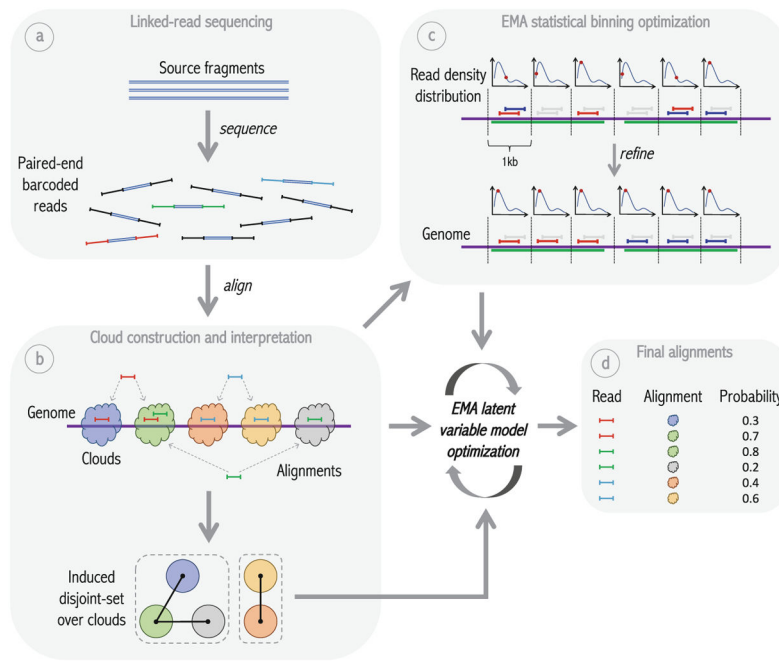 a
Linked-read sequencing
Source fragments
sequence
Paired-end
barcoded
reads
align
b
Cloud construction and interpretation
Genome
Clouds
Alignments
Induced
disjoint-set
over clouds
c
EMA statistical binning optimization
Read density
distribution
1kb
refine
Genome
EMA latent
variable model
optimization
d
Final alignments
Read Alignment Probability
0.3
0.7
0.8
0.2
0.4
0.6